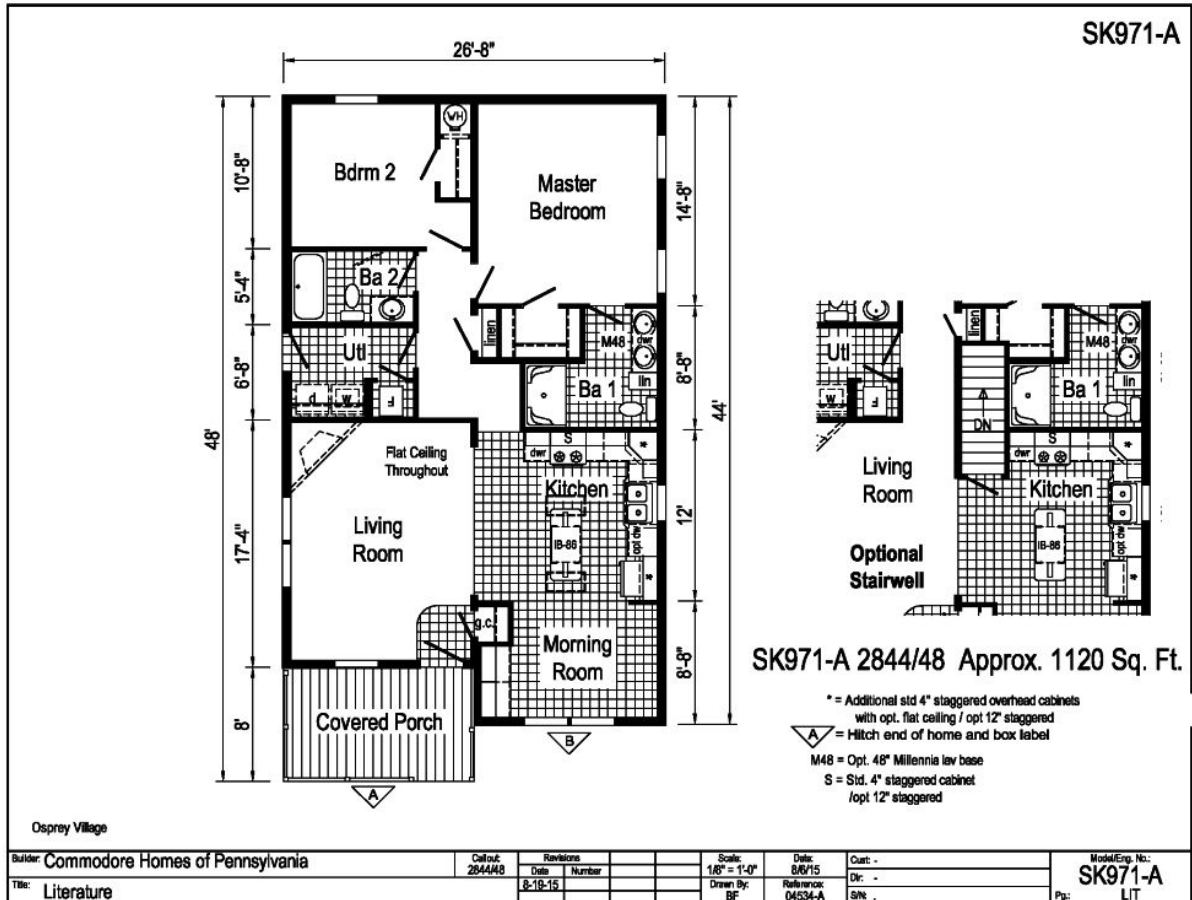 SK971-A
26'-8"
WH
Bdrm 2
Master
Bedroom
10'-8"
14'-8"
Ba 2
5'-4"
linen
M48
dwr
Utl
lin
Ba 1
6'-8"
8'-8"
d
w
F
48'
44'
Flat Ceiling
Throughout
S
dwr
*
Kitchen
Living
Room
IB-86
opt dw
*
17'-4"
12'
g.c.
Morning
Room
8'-8"
Covered Porch
8'
A
B
linen
M48
dwr
Utl
lin
Ba 1
w
F
DN
S
dwr
*
Living
Room
Kitchen
IB-86
opt dw
*
Optional
Stairwell
SK971-A 2844/48 Approx. 1120 Sq. Ft.
* = Additional std 4" staggered overhead cabinets
with opt. flat ceiling / opt 12" staggered
A = Hitch end of home and box label
M48 = Opt. 48" Millennia lav base
S = Std. 4" staggered cabinet
/opt 12" staggered
Osprey Village
Builder: Commodore Homes of Pennsylvania
Title: Literature
Callout:
2844/48
Revisions
Date Number
8-19-15
Scale:
1/8" = 1'-0"
Drawn By:
BF
Date:
8/6/15
Reference:
04534-A
Cust: -
Dlr: -
S/N: -
Model/Eng. No.:
SK971-A
Pg.: LIT